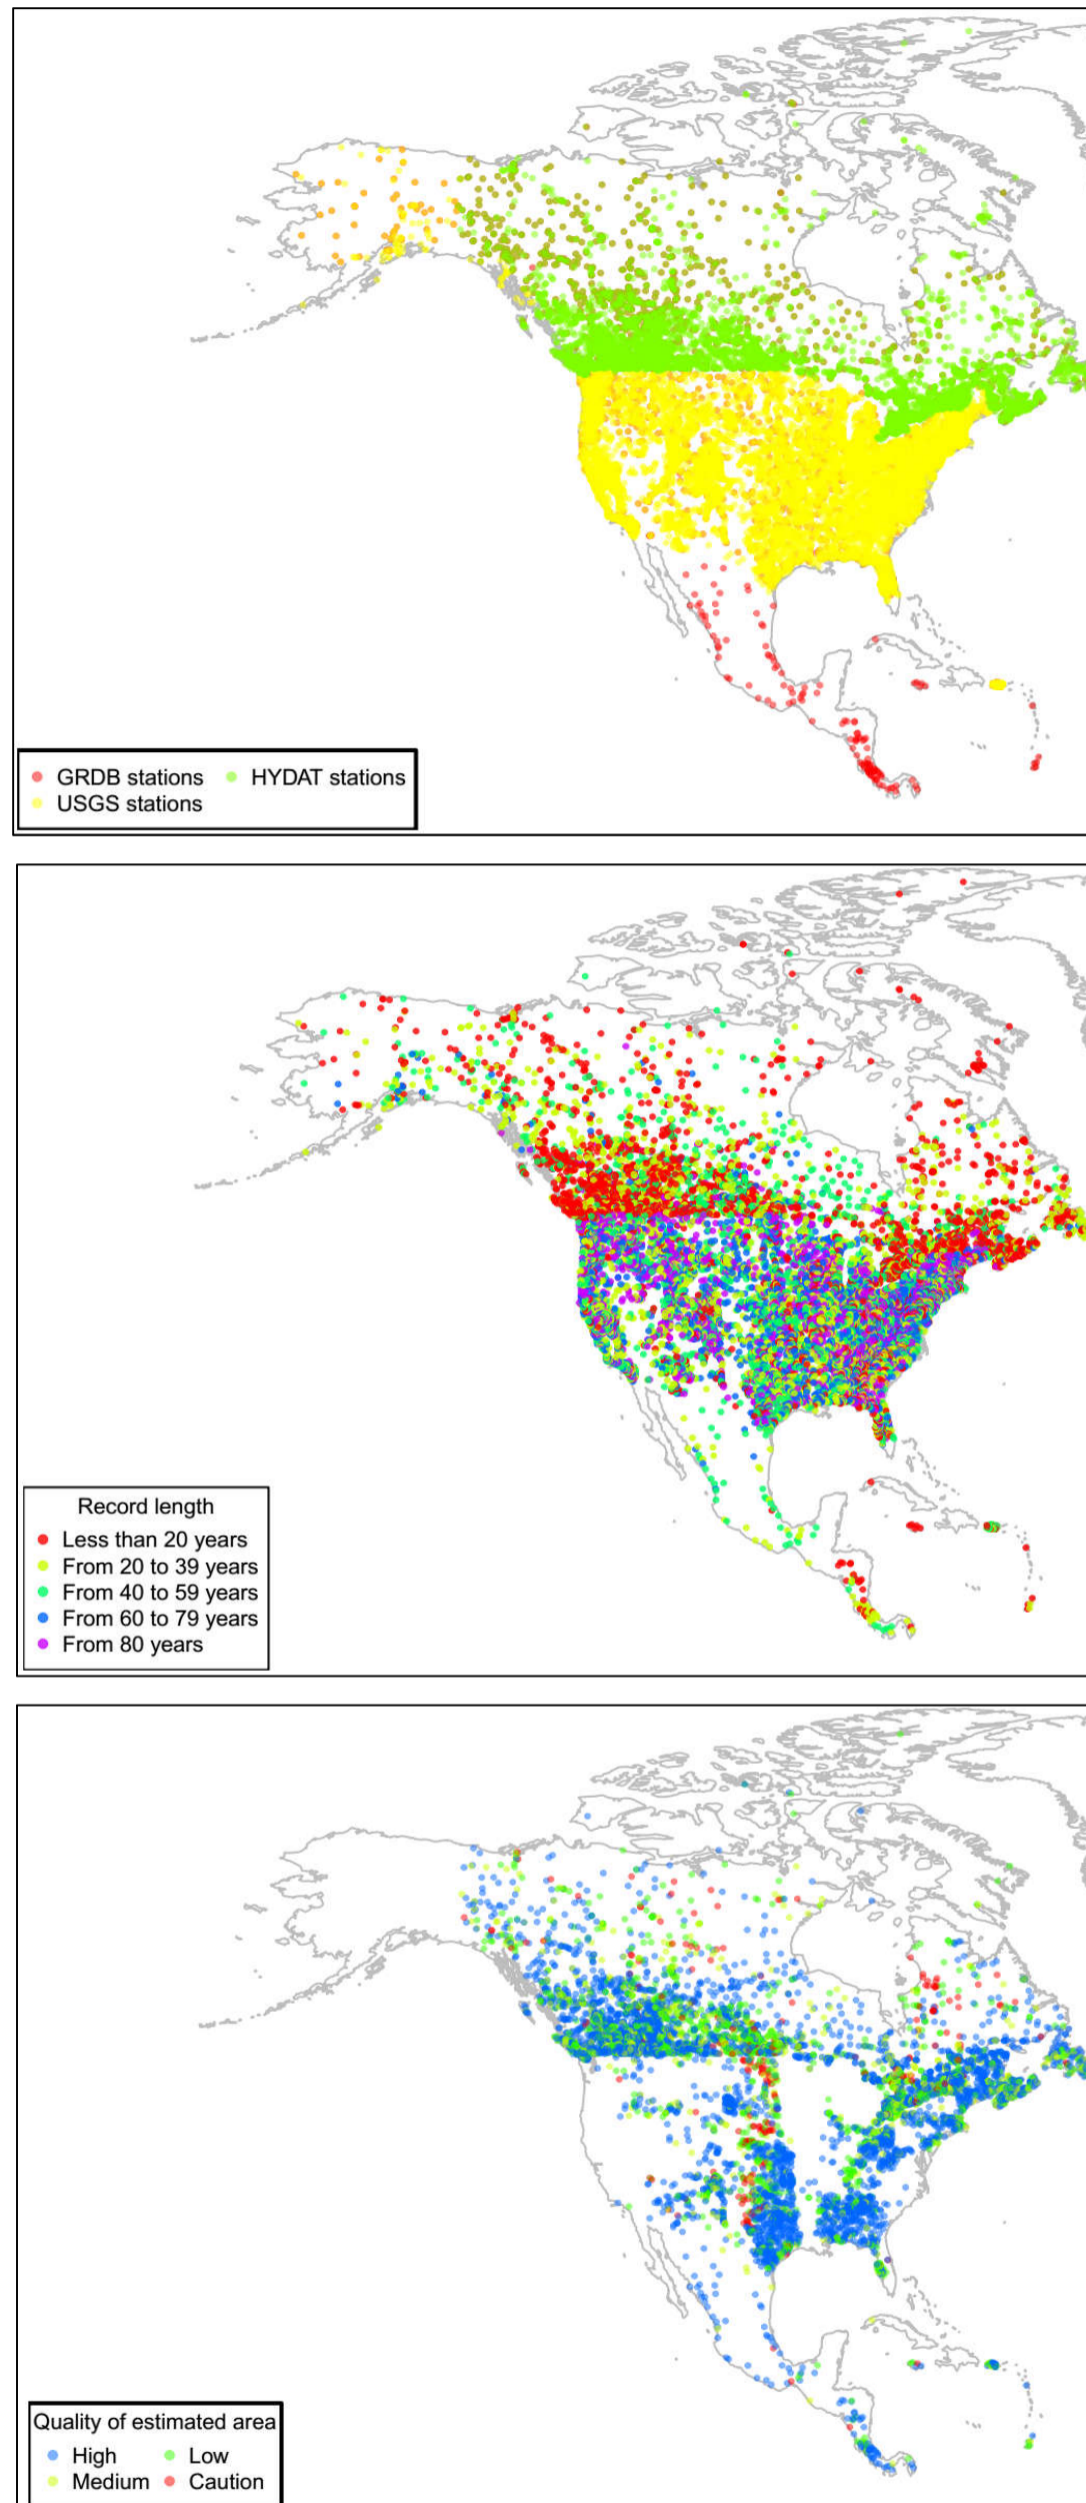 GRDB stations HYDAT stations
USGS stations
Record length
Less than 20 years
From 20 to 39 years
From 40 to 59 years
From 60 to 79 years
From 80 years
Quality of estimated area
High Low
Medium Caution